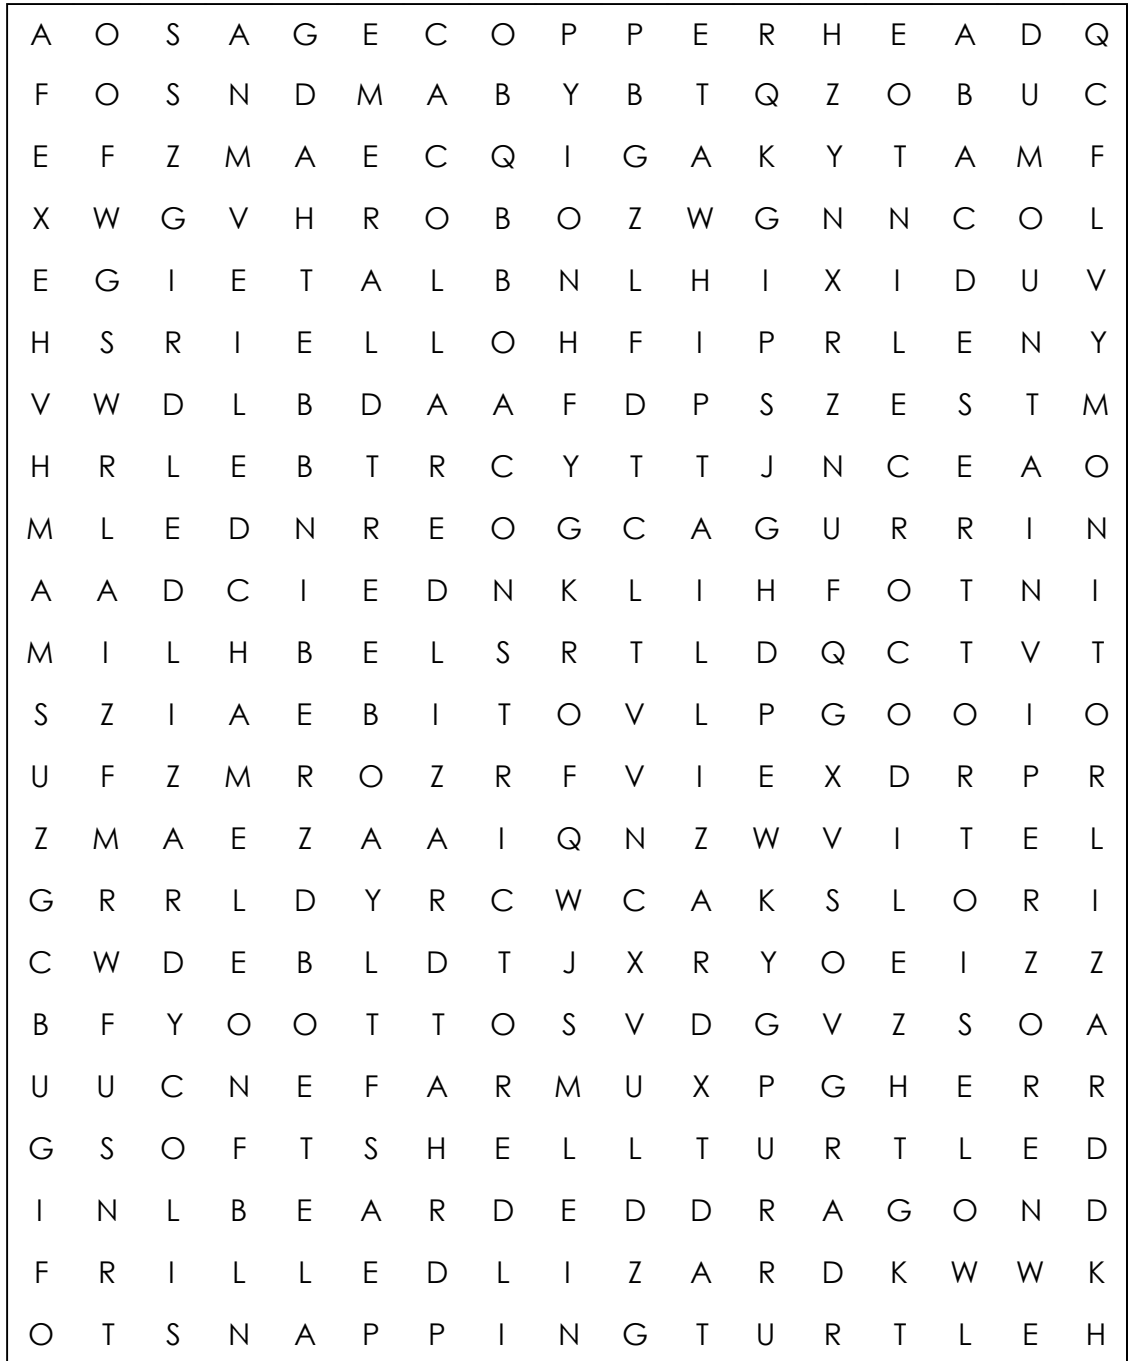 A O S A G E C O P P E R H E A D Q
F O S N D M A B Y B T Q Z O B U C
E F Z M A E C Q I G A K Y T A M F
X W G V H R O B O Z W G N N C O L
E G I E T A L B N L H I X I D U V
H S R I E L L O H F I P R L E N Y
V W D L B D A A F D P S Z E S T M
H R L E B T R C Y T T J N C E A O
M L E D N R E O G C A G U R R I N
A A D C I E D N K L I H F O T N I
M I L H B E L S R T L D Q C T V T
S Z I A E B I T O V L P G O O I O
U F Z M R O Z R F V I E X D R P R
Z M A E Z A A I Q N Z W V I T E L
G R R L D Y R C W C A K S L O R I
C W D E B L D T J X R Y O E I Z Z
B F Y O O T T O S V D G V Z S O A
U U C N E F A R M U X P G H E R R
G S O F T S H E L L T U R T L E D
I N L B E A R D E D D R A G O N D
F R I L L E D L I Z A R D K W W K
O T S N A P P I N G T U R T L E H